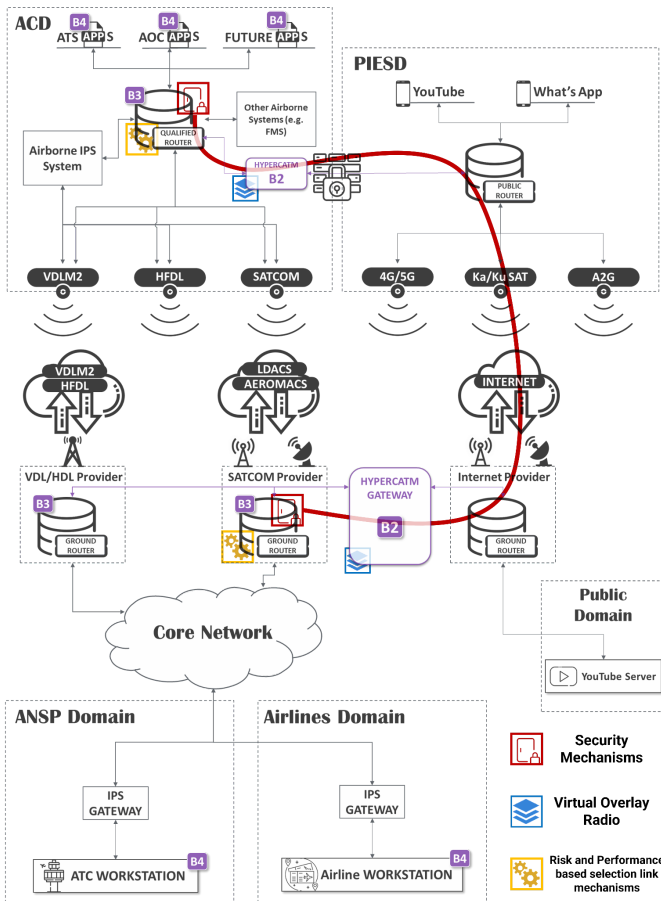 ACD
B4
B4
B4
ATS APPS
AOC APPS
FUTURE APPS
B3
QUALIFIED
ROUTER
Other Airborne
Systems (e.g.
FMS)
Airborne IPS
System
HYPERCATM
B2
VDLM2
HFDL
SATCOM
PIESD
YouTube
What's App
PUBLIC
ROUTER
4G/5G
Ka/Ku SAT
A2G
VDLM2
HFDL
LDACS
AEROMACS
INTERNET
VDL/HDL Provider
B3
GROUND
ROUTER
SATCOM Provider
B3
GROUND
ROUTER
HYPERCATM
GATEWAY
B2
Internet Provider
GROUND
ROUTER
Core Network
Public
Domain
YouTube Server
ANSP Domain
IPS
GATEWAY
B4
ATC WORKSTATION
Airlines Domain
IPS
GATEWAY
B4
Airline WORKSTATION
Security
Mechanisms
Virtual Overlay
Radio
Risk and Performance
based selection link
mechanisms